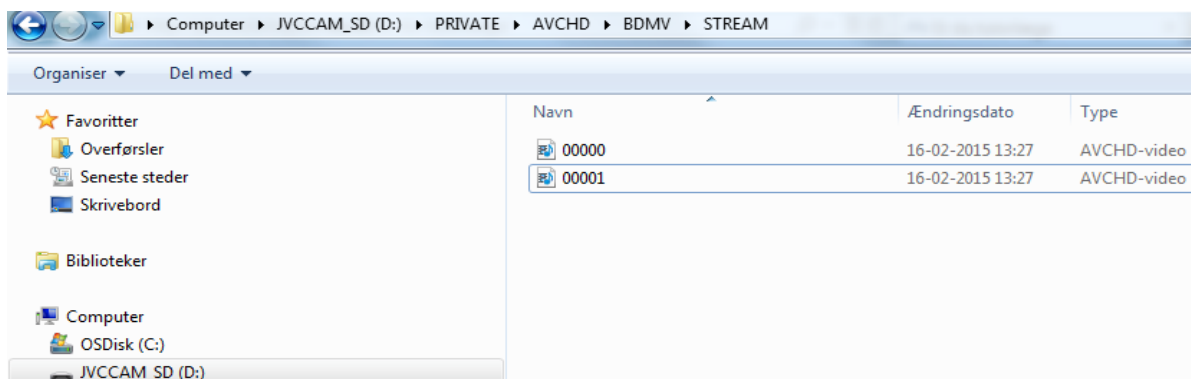 Computer ▸ JVCCAM_SD (D:) ▸ PRIVATE ▸ AVCHD ▸ BDMV ▸ STREAM
Organiser Del med
Navn Ændringsdato Type
Favoritter
Overførsler
Seneste steder
Skrivebord
Biblioteker
Computer
OSDisk (C:)
JVCCAM_SD (D:)
00000 16-02-2015 13:27 AVCHD-video
00001 16-02-2015 13:27 AVCHD-video